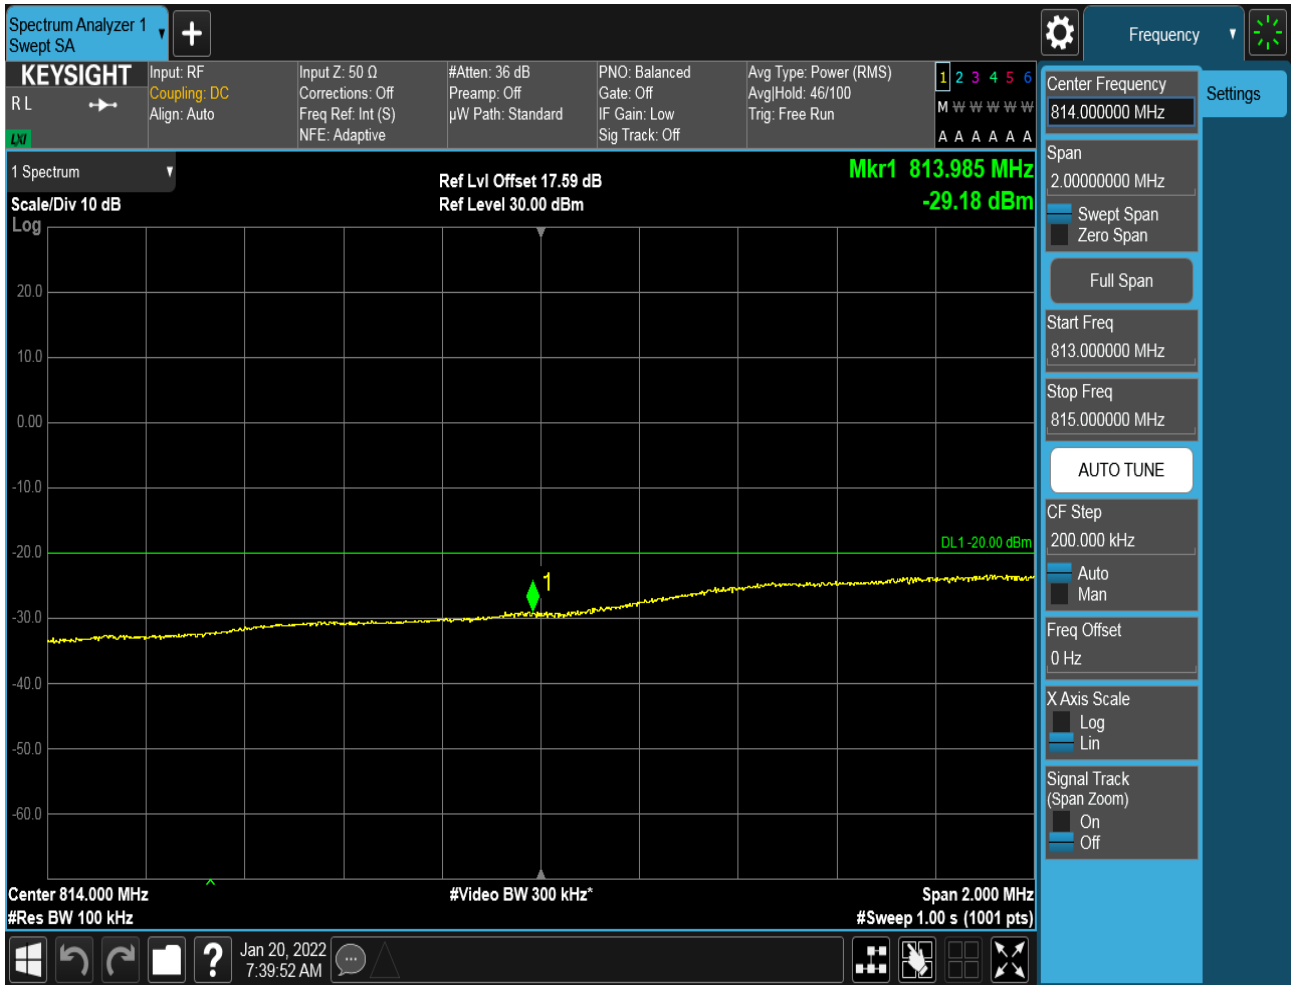 Spectrum Analyzer 1
Swept SA
Frequency
KEYSIGHT
R L
LXI
Input: RF
Coupling: DC
Align: Auto
Input Z: 50 Ω
Corrections: Off
Freq Ref: Int (S)
NFE: Adaptive
#Atten: 36 dB
Preamp: Off
µW Path: Standard
PNO: Balanced
Gate: Off
IF Gain: Low
Sig Track: Off
Avg Type: Power (RMS)
Avg|Hold: 46/100
Trig: Free Run
1 2 3 4 5 6
M W W W W W
A A A A A A
1 Spectrum
Scale/Div 10 dB
Log
Ref Lvl Offset 17.59 dB
Ref Level 30.00 dBm
Mkr1 813.985 MHz
-29.18 dBm
20.0
10.0
0.00
-10.0
-20.0
-30.0
-40.0
-50.0
-60.0
DL1 -20.00 dBm
1
Center 814.000 MHz
#Res BW 100 kHz
#Video BW 300 kHz*
Span 2.000 MHz
#Sweep 1.00 s (1001 pts)
Center Frequency
814.000000 MHz
Settings
Span
2.00000000 MHz
Swept Span
Zero Span
Full Span
Start Freq
813.000000 MHz
Stop Freq
815.000000 MHz
AUTO TUNE
CF Step
200.000 kHz
Auto
Man
Freq Offset
0 Hz
X Axis Scale
Log
Lin
Signal Track
(Span Zoom)
On
Off
?
Jan 20, 2022
7:39:52 AM